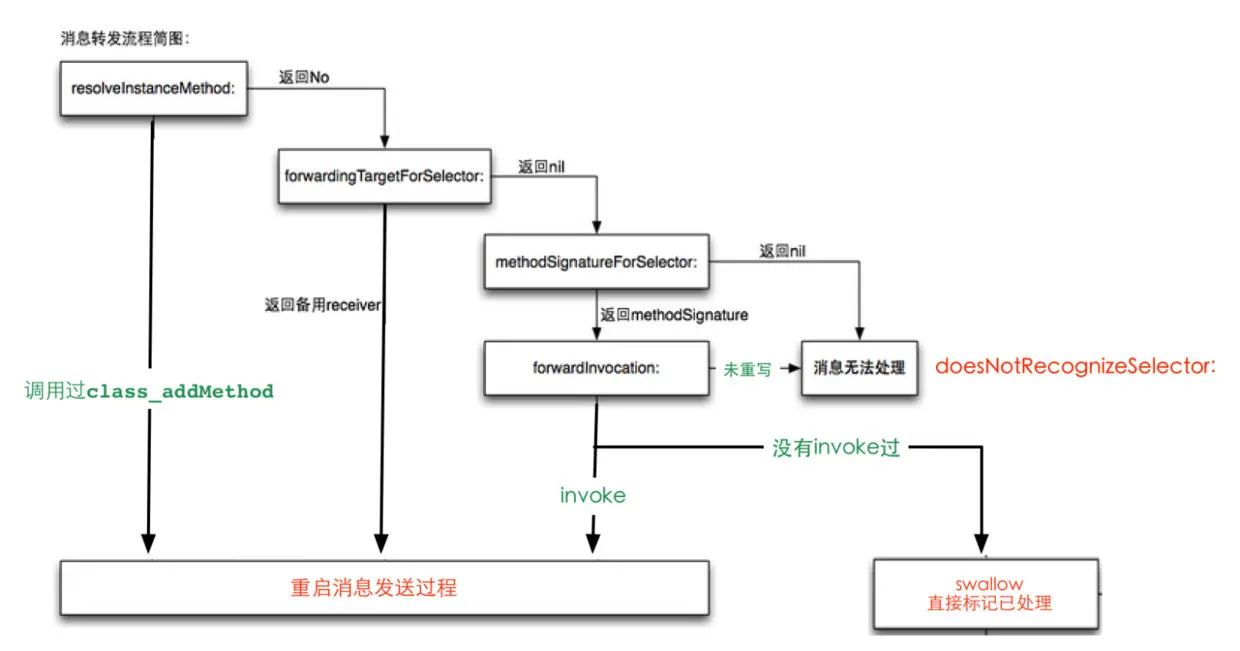 消息转发流程简图:
resolveInstanceMethod:
返回No
forwardingTargetForSelector:
返回nil
methodSignatureForSelector:
返回nil
返回备用receiver
返回methodSignature
forwardInvocation:
未重写
消息无法处理
doesNotRecognizeSelector:
调用过class_addMethod
没有invoke过
invoke
重启消息发送过程
swallow
直接标记已处理